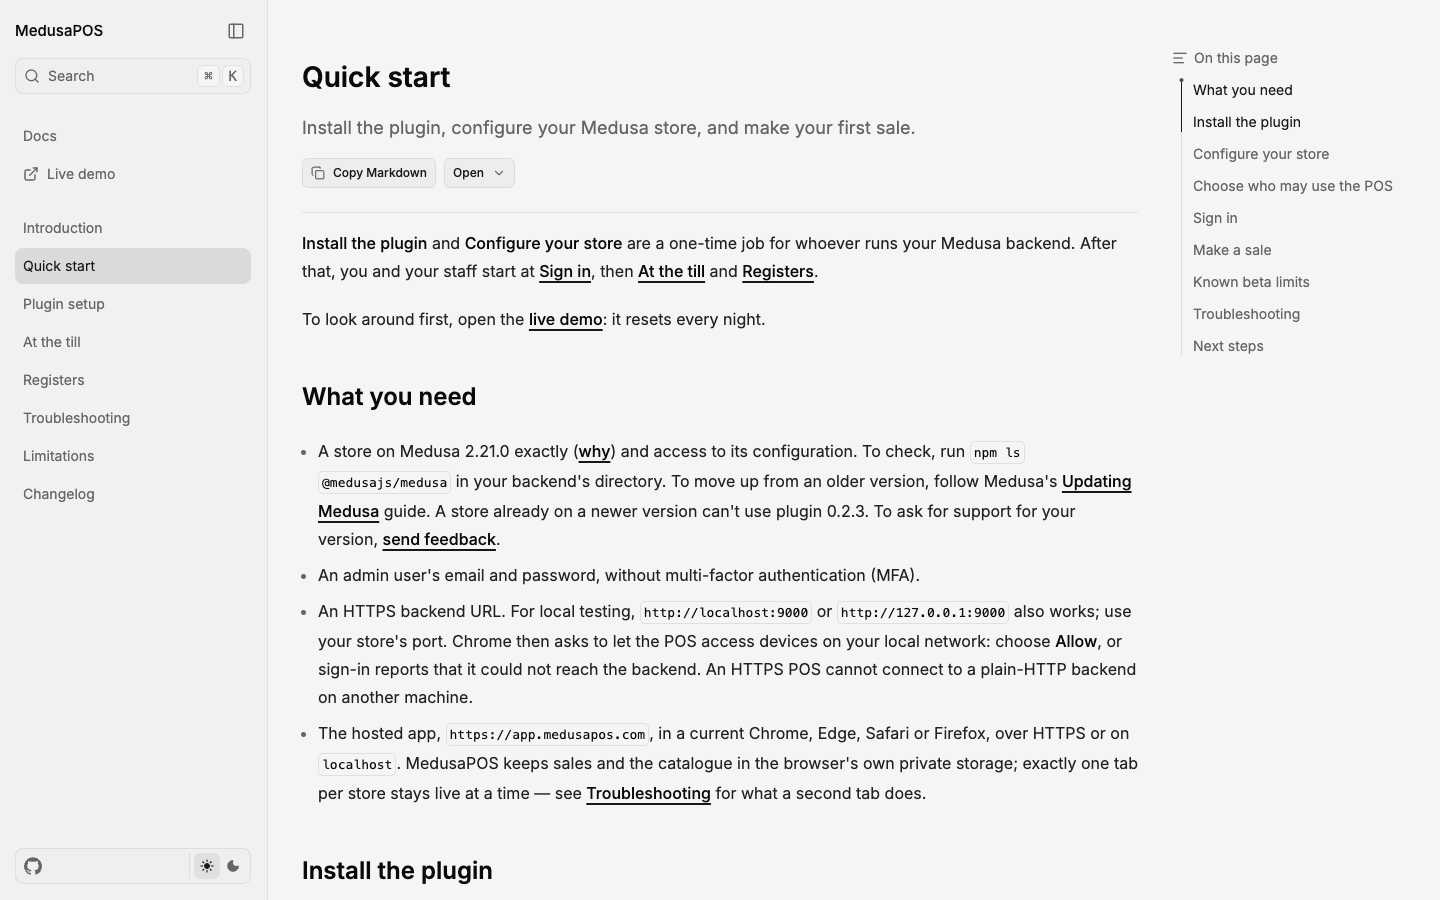 MedusaPOS
Search
⌘ K
Docs
Live demo
Introduction
Quick start
Plugin setup
At the till
Registers
Troubleshooting
Limitations
Changelog
Quick start
Install the plugin, configure your Medusa store, and make your first sale.
Copy Markdown
Open
Install the plugin and Configure your store are a one-time job for whoever runs your Medusa backend. After
that, you and your staff start at Sign in, then At the till and Registers.
To look around first, open the live demo: it resets every night.
What you need
A store on Medusa 2.21.0 exactly (why) and access to its configuration. To check, run npm ls
@medusajs/medusa in your backend's directory. To move up from an older version, follow Medusa's Updating
Medusa guide. A store already on a newer version can't use plugin 0.2.3. To ask for support for your
version, send feedback.
An admin user's email and password, without multi-factor authentication (MFA).
An HTTPS backend URL. For local testing, http://localhost:9000 or http://127.0.0.1:9000 also works; use
your store's port. Chrome then asks to let the POS access devices on your local network: choose Allow, or
sign-in reports that it could not reach the backend. An HTTPS POS cannot connect to a plain-HTTP backend
on another machine.
The hosted app, https://app.medusapos.com, in a current Chrome, Edge, Safari or Firefox, over HTTPS or on
localhost. MedusaPOS keeps sales and the catalogue in the browser's own private storage; exactly one tab
per store stays live at a time — see Troubleshooting for what a second tab does.
Install the plugin
On this page
What you need
Install the plugin
Configure your store
Choose who may use the POS
Sign in
Make a sale
Known beta limits
Troubleshooting
Next steps